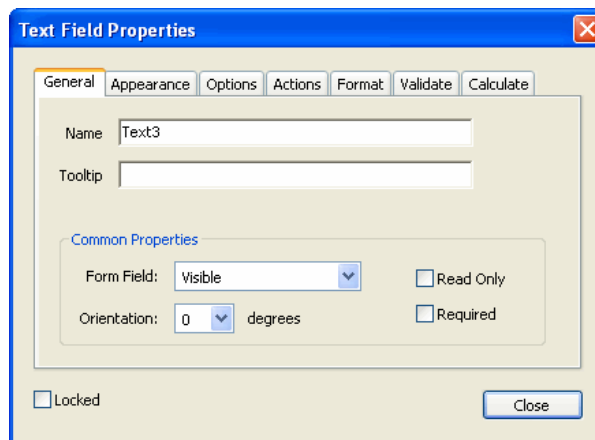 Text Field Properties
General Appearance Options Actions Format Validate Calculate
Name Text3
Tooltip
Common Properties
Form Field: Visible Read Only
Orientation: 0 degrees Required
Locked Close